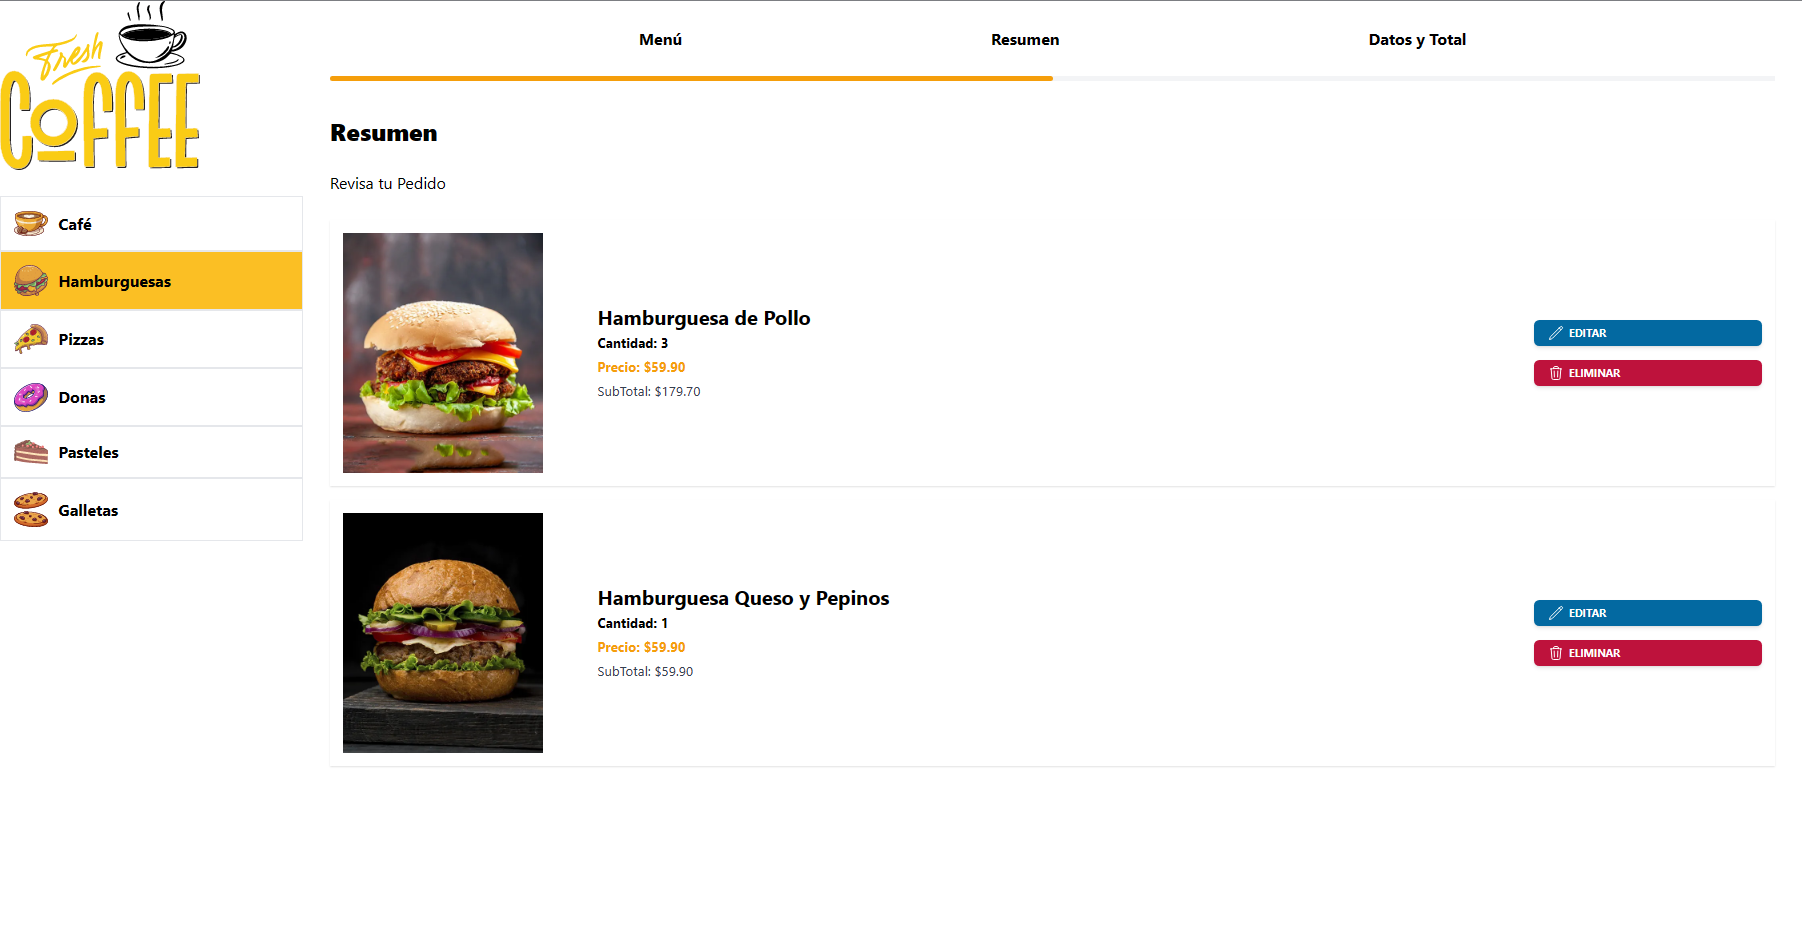 Fresh
COFFEE
Menú
Resumen
Datos y Total
Café
Hamburguesas
Pizzas
Donas
Pasteles
Galletas
Resumen
Revisa tu Pedido
Hamburguesa de Pollo
Cantidad: 3
Precio: $59.90
SubTotal: $179.70
EDITAR
ELIMINAR
Hamburguesa Queso y Pepinos
Cantidad: 1
Precio: $59.90
SubTotal: $59.90
EDITAR
ELIMINAR